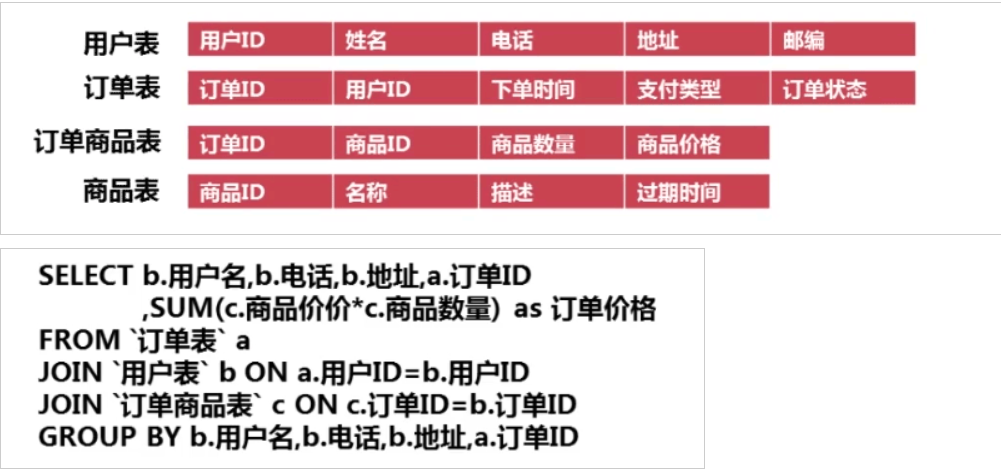 用户表 用户ID 姓名 电话 地址 邮编
订单表 订单ID 用户ID 下单时间 支付类型 订单状态
订单商品表 订单ID 商品ID 商品数量 商品价格
商品表 商品ID 名称 描述 过期时间
SELECT b.用户名,b.电话,b.地址,a.订单ID
,SUM(c.商品价价*c.商品数量) as 订单价格
FROM `订单表` a
JOIN `用户表` b ON a.用户ID=b.用户ID
JOIN `订单商品表` c ON c.订单ID=b.订单ID
GROUP BY b.用户名,b.电话,b.地址,a.订单ID